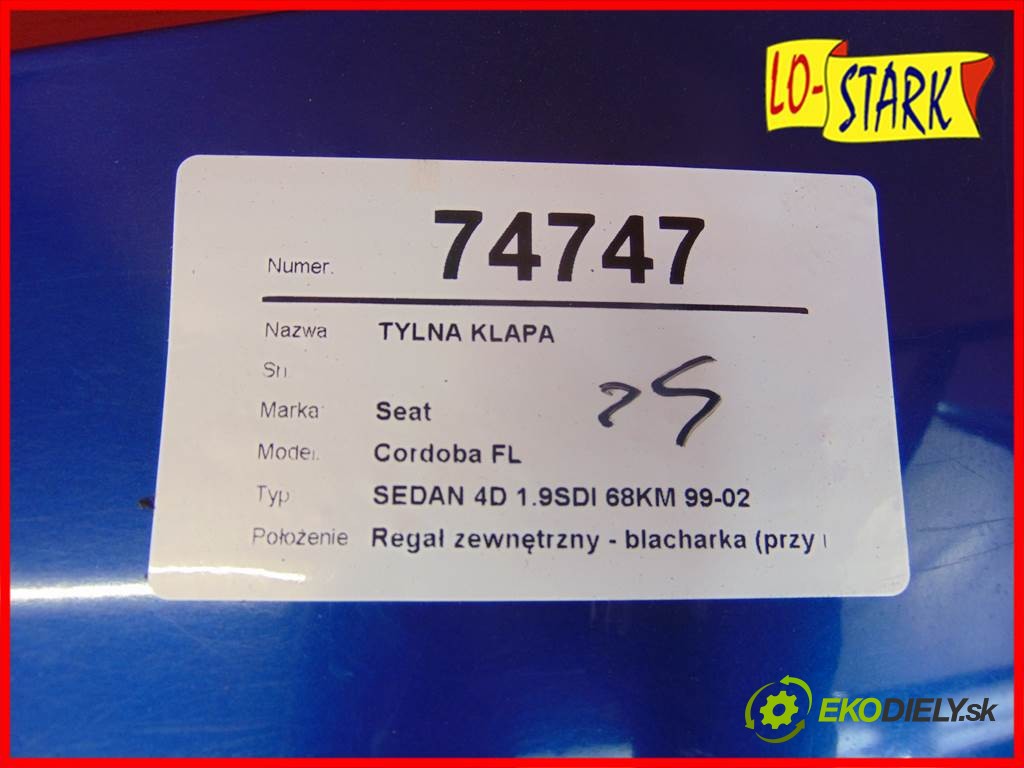 LO-STARK
Numer. 74747
Nazwa TYLNA KLAPA
Marka Seat
Model. Cordoba FL
Typ SEDAN 4D 1.9SDI 68KM 99-02
Położenie Regał zewnętrzny - blacharka (przy
EKODIELY.sk